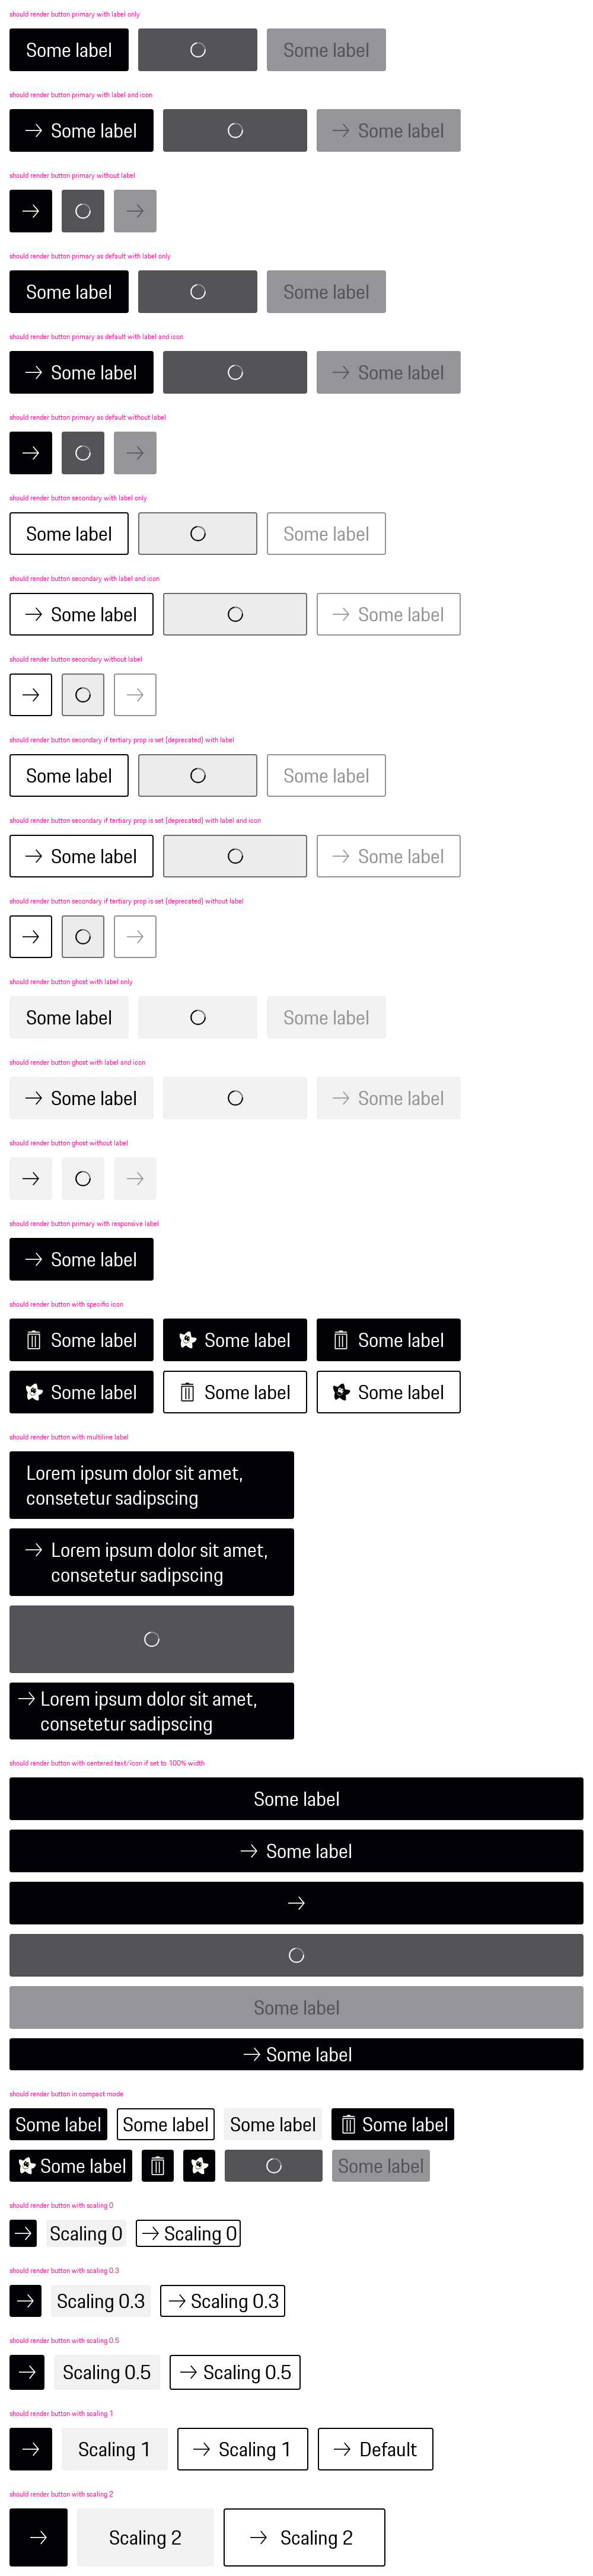 should render button primary with label only
Some label Some label
should render button primary with label and icon
Some label Some label
should render button primary without label
should render button primary as default with label only
Some label Some label
should render button primary as default with label and icon
Some label Some label
should render button primary as default without label
should render button secondary with label only
Some label Some label
should render button secondary with label and icon
Some label Some label
should render button secondary without label
should render button secondary if tertiary prop is set (deprecated) with label
Some label Some label
should render button secondary if tertiary prop is set (deprecated) with label and icon
Some label Some label
should render button secondary if tertiary prop is set (deprecated) without label
should render button ghost with label only
Some label Some label
should render button ghost with label and icon
Some label Some label
should render button ghost without label
should render button primary with responsive label
Some label
should render button with specific icon
Some label Some label Some label
Some label Some label Some label
should render button with multiline label
Lorem ipsum dolor sit amet,
consetetur sadipscing
Lorem ipsum dolor sit amet,
consetetur sadipscing
Lorem ipsum dolor sit amet,
consetetur sadipscing
should render button with centered text/icon if set to 100% width
Some label
Some label
Some label
Some label
should render button in compact mode
Some label Some label Some label Some label
Some label Some label
should render button with scaling 0
Scaling 0 Scaling 0
should render button with scaling 0.3
Scaling 0.3 Scaling 0.3
should render button with scaling 0.5
Scaling 0.5 Scaling 0.5
should render button with scaling 1
Scaling 1 Scaling 1 Default
should render button with scaling 2
Scaling 2 Scaling 2